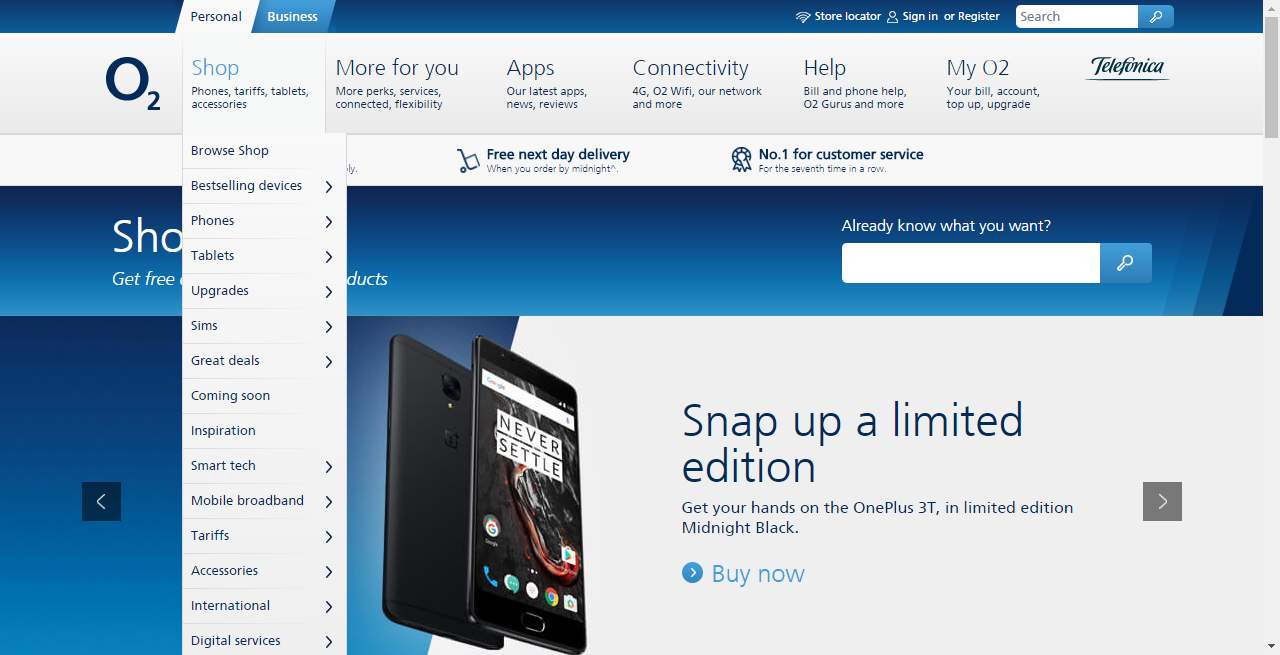 Personal
Business
Store locator
Sign in or Register
Search
O2
Shop
Phones, tariffs, tablets,
accessories
More for you
More perks, services,
connected, flexibility
Apps
Our latest apps,
news, reviews
Connectivity
4G, O2 Wifi, our network
and more
Help
Bill and phone help,
O2 Gurus and more
My O2
Your bill, account,
top up, upgrade
Telefónica
Free next day delivery
When you order by midnight^.
No.1 for customer service
For the seventh time in a row.
Browse Shop
Bestselling devices
Phones
Tablets
Upgrades
Sims
Great deals
Coming soon
Inspiration
Smart tech
Mobile broadband
Tariffs
Accessories
International
Digital services
Sho
Get free
ducts
Already know what you want?
Google
NEVER
SETTLE
Google
Snap up a limited
edition
Get your hands on the OnePlus 3T, in limited edition
Midnight Black.
Buy now